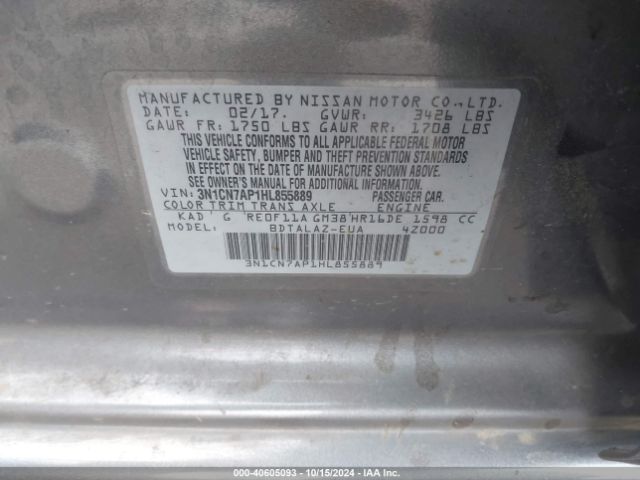 MANUFACTURED BY NISSAN MOTOR CO.,LTD.
DATE: 02/17. GVWR: 3426 LBS
GAWR FR: 1750 LBS GAWR RR: 1708 LBS
THIS VEHICLE CONFORMS TO ALL APPLICABLE FEDERAL MOTOR
VEHICLE SAFETY, BUMPER AND THEFT PREVENTION STANDARDS
IN EFFECT ON THE DATE OF MANUFACTURE SHOWN ABOVE.
SEE OWNER'S MANUAL FOR ADDITIONAL INFORMATION.
VIN: 3N1CN7AP1HL855889 PASSENGER CAR.
COLOR TRIM TRANS AXLE ENGINE
KAD G RE0F11A GM38 HR16DE 1598 CC
MODEL: BDTALAZ-EUA 42000
3N1CN7AP1HL855889
000-40605093 - 10/15/2024 - IAA, Inc.